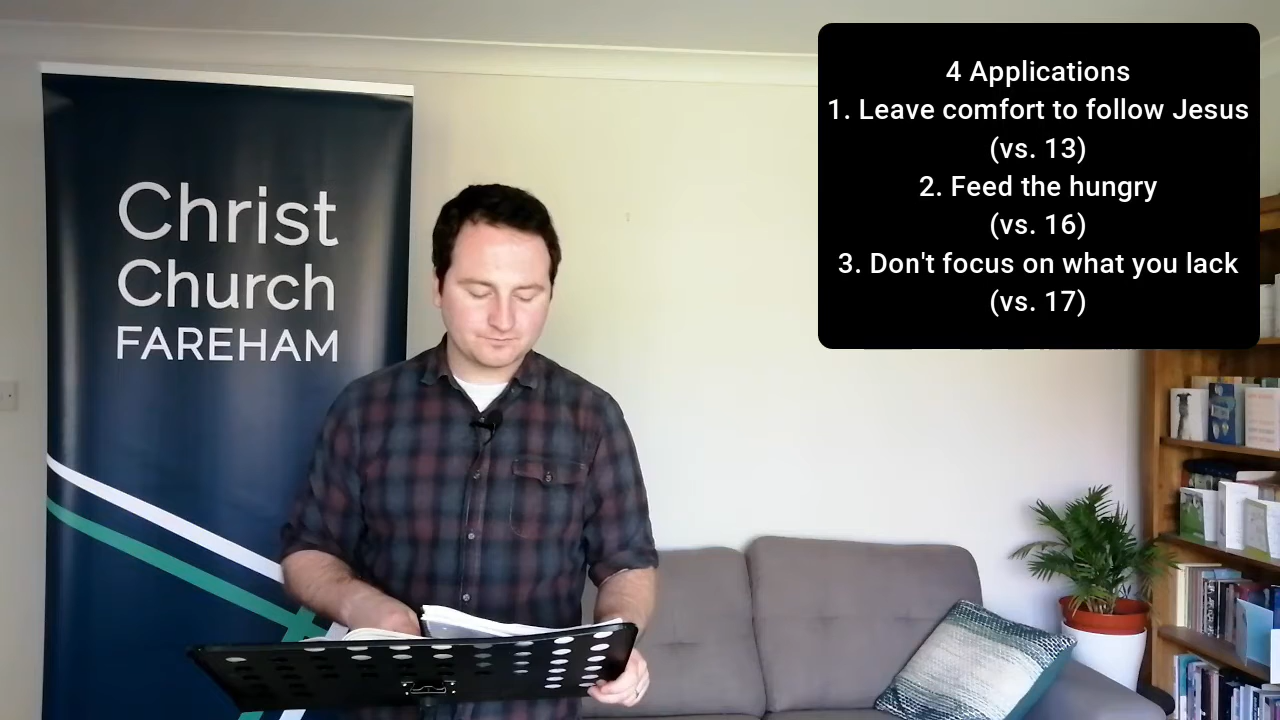 Christ
Church
FAREHAM
4 Applications
1. Leave comfort to follow Jesus
(vs. 13)
2. Feed the hungry
(vs. 16)
3. Don't focus on what you lack
(vs. 17)